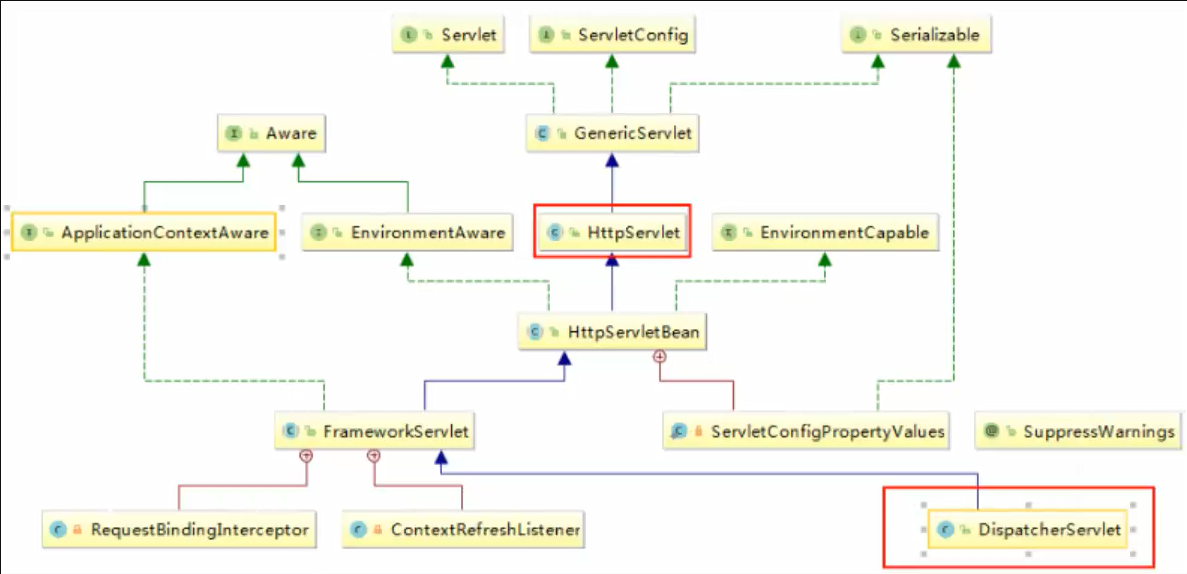 Servlet
ServletConfig
Serializable
Aware
GenericServlet
ApplicationContextAware
EnvironmentAware
HttpServlet
EnvironmentCapable
HttpServletBean
FrameworkServlet
ServletConfigPropertyValues
SuppressWarnings
RequestBindingInterceptor
ContextRefreshListener
DispatcherServlet